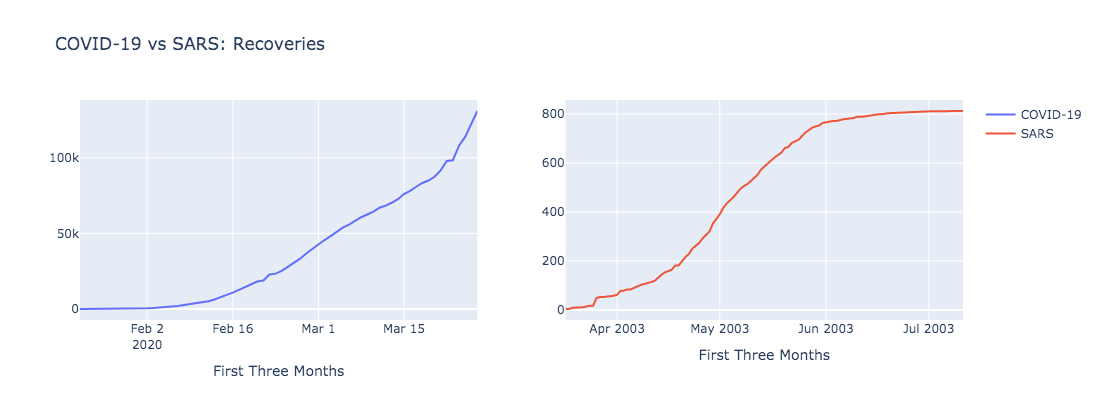 COVID-19 vs SARS: Recoveries
100k
50k
0
Feb 2
2020
Feb 16
Mar 1
Mar 15
First Three Months
800
600
400
200
0
Apr 2003
May 2003
Jun 2003
Jul 2003
First Three Months
COVID-19
SARS